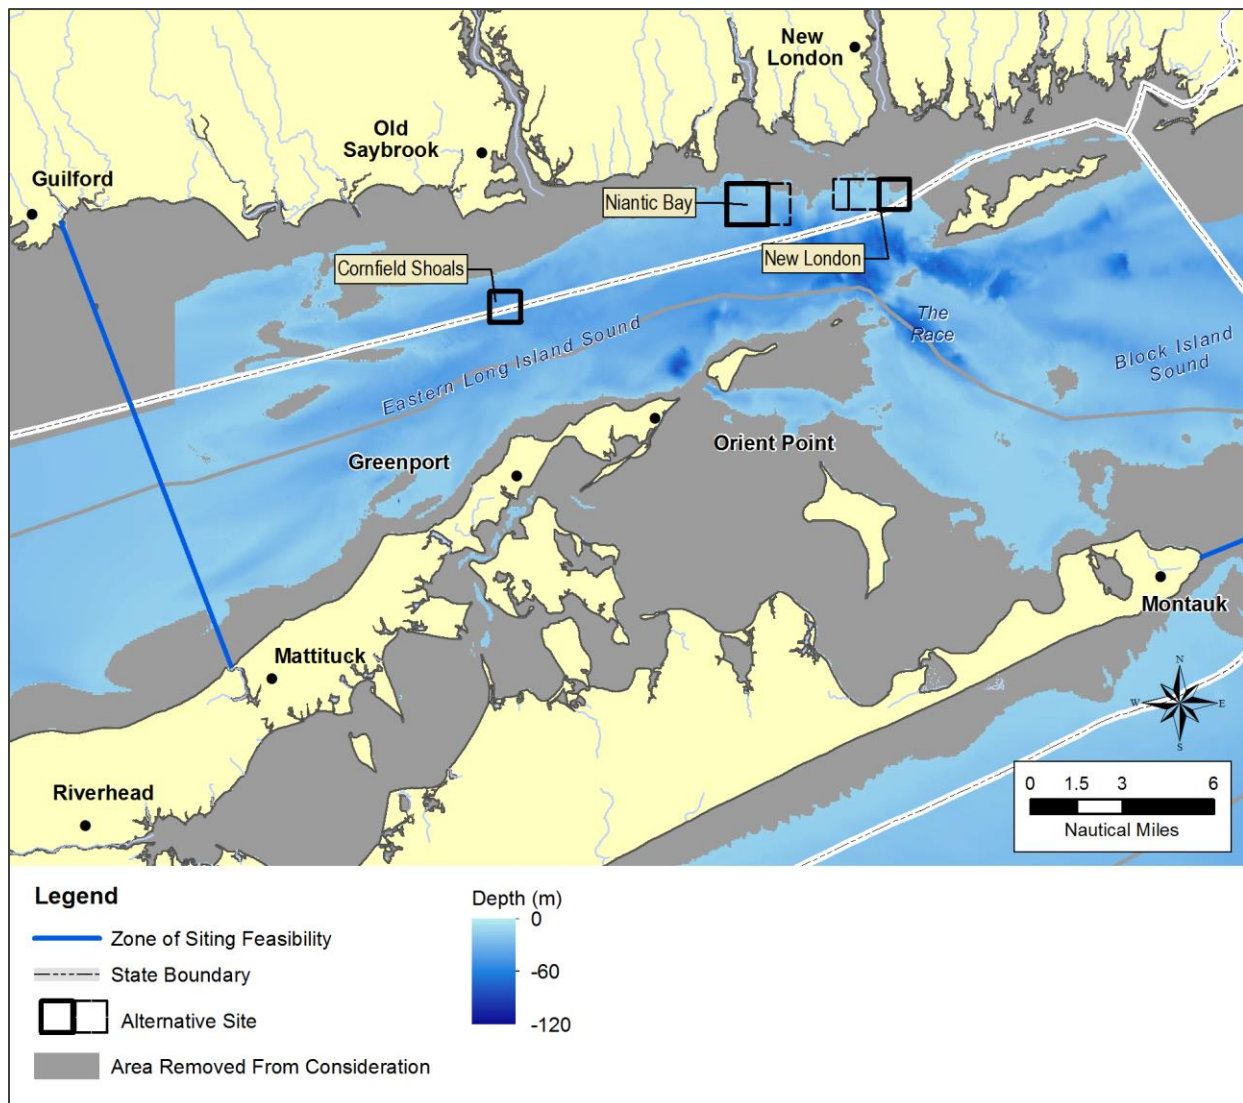 New
London
Old
Saybrook
Guilford
Niantic Bay
New London
Cornfield Shoals
The
Race
Block Island
Sound
Eastern Long Island Sound
Orient Point
Greenport
Montauk
Mattituck
N
W
E
S
Riverhead
0 1.5 3 6
Nautical Miles
Legend
Zone of Siting Feasibility
State Boundary
Alternative Site
Area Removed From Consideration
Depth (m)
0
-60
-120